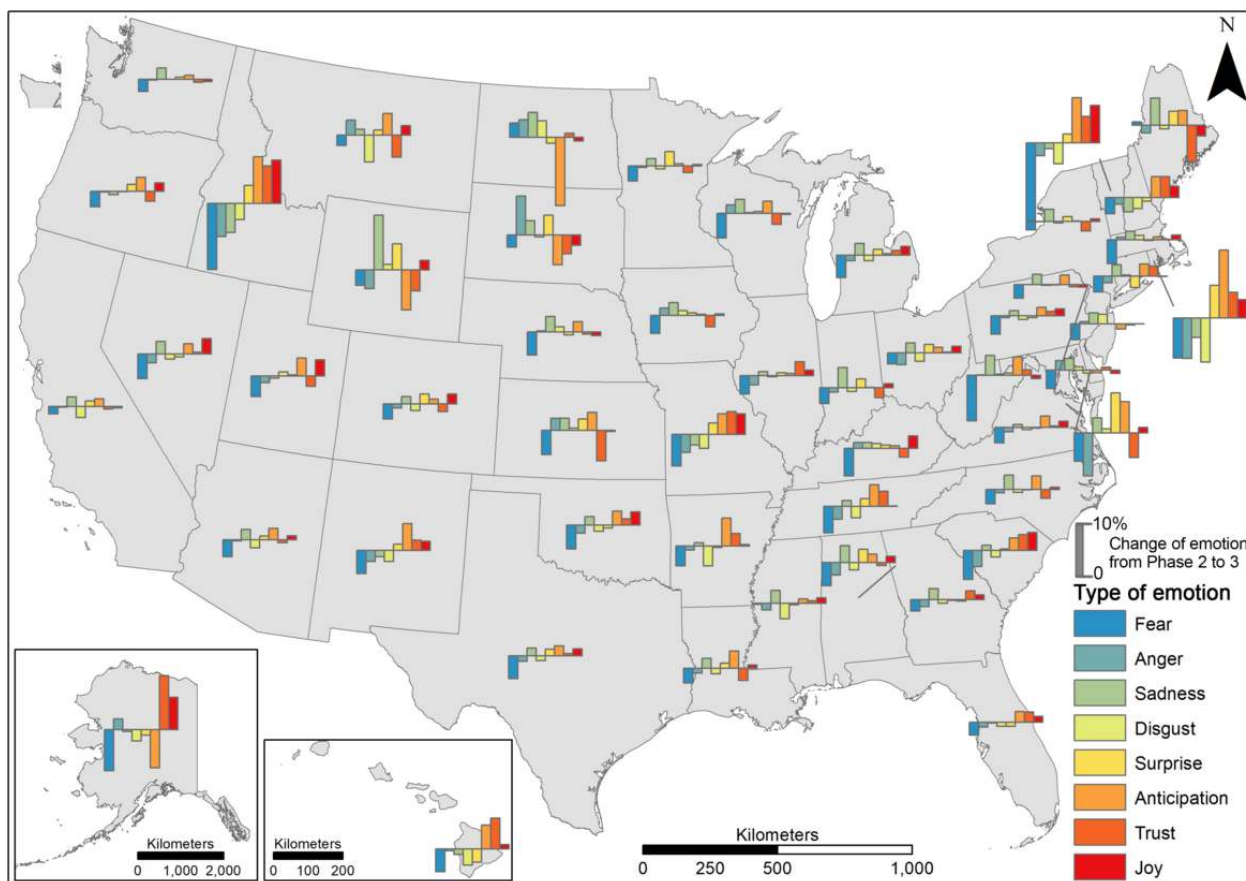 N
10%
Change of emotion
from Phase 2 to 3
0
Type of emotion
Fear
Anger
Sadness
Disgust
Surprise
Anticipation
Trust
Joy
Kilometers
0 1,000 2,000
Kilometers
0 100 200
Kilometers
0 250 500 1,000